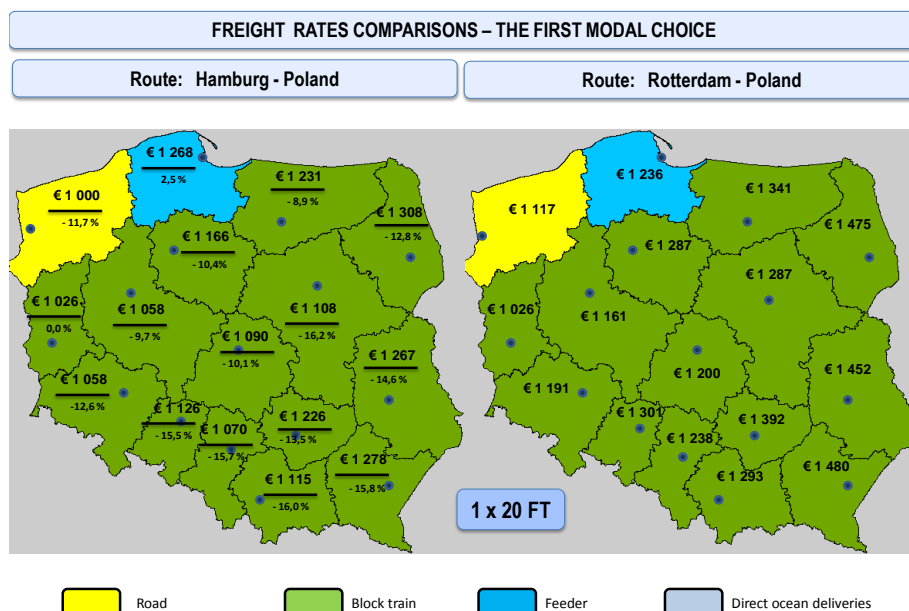 FREIGHT RATES COMPARISONS – THE FIRST MODAL CHOICE
Route: Hamburg - Poland
Route: Rotterdam - Poland
€ 1 268
2,5 %
€ 1 000
- 11,7 %
€ 1 231
- 8,9 %
€ 1 308
- 12,8 %
€ 1 166
- 10,4%
€ 1 026
0,0 %
€ 1 058
- 9,7 %
€ 1 108
- 16,2 %
€ 1 090
- 10,1 %
€ 1 267
- 14,6 %
€ 1 058
-12,6 %
€ 1 126
- 15,5 %
€ 1 070
- 15,7 %
€ 1 226
- 13,5 %
€ 1 115
- 16,0 %
€ 1 278
- 15,8 %
€ 1 236
€ 1 117
€ 1 341
€ 1 475
€ 1 287
€ 1 026
€ 1 161
€ 1 287
€ 1 200
€ 1 452
€ 1 191
€ 1 301
€ 1 238
€ 1 392
€ 1 293
€ 1 480
1 x 20 FT
Road
Block train
Feeder
Direct ocean deliveries